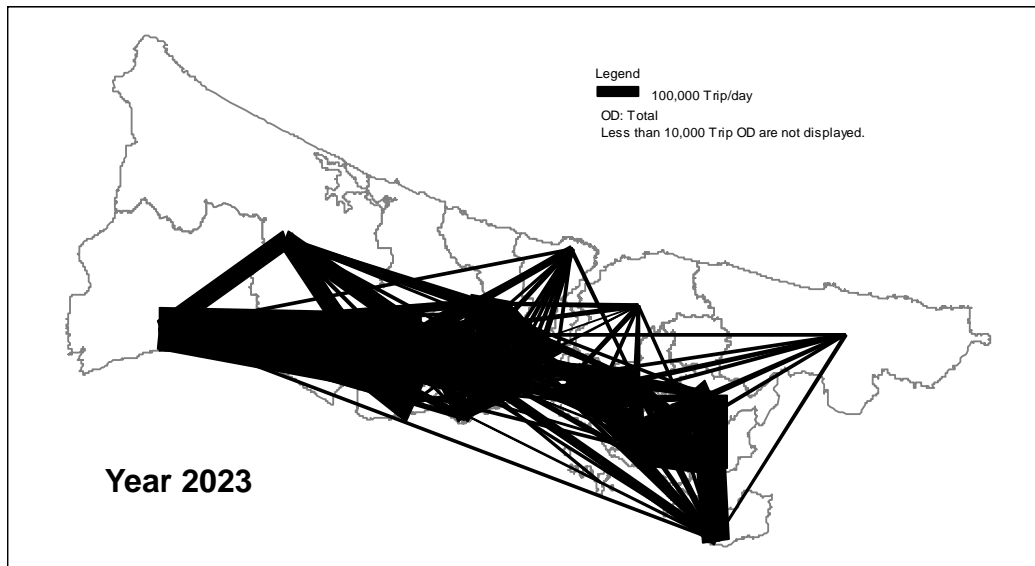 Legend
100,000 Trip/day
OD: Total
Less than 10,000 Trip OD are not displayed.
Year 2023